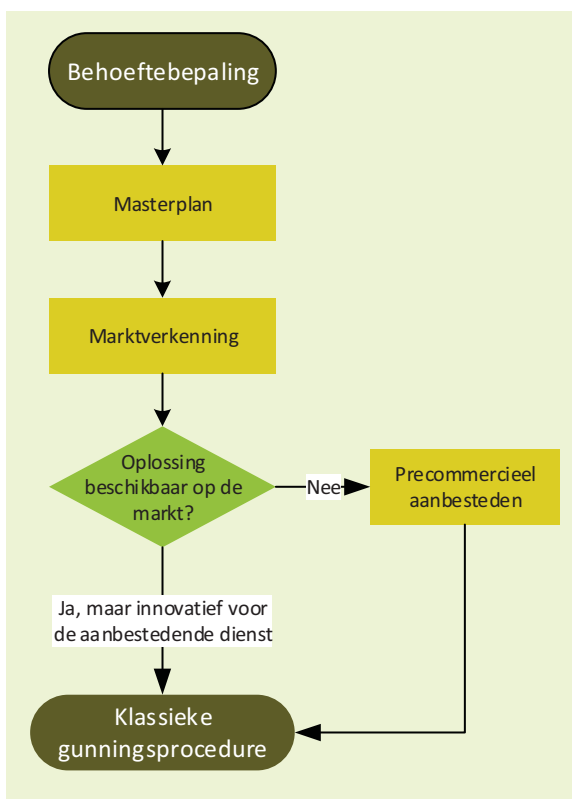 Behoeftebepaling
Masterplan
Marktverkenning
Oplossing
beschikbaar op de
markt?
Nee
Precommercieel
aanbesteden
Ja, maar innovatief voor
de aanbestedende dienst
Klassieke
gunningsprocedure